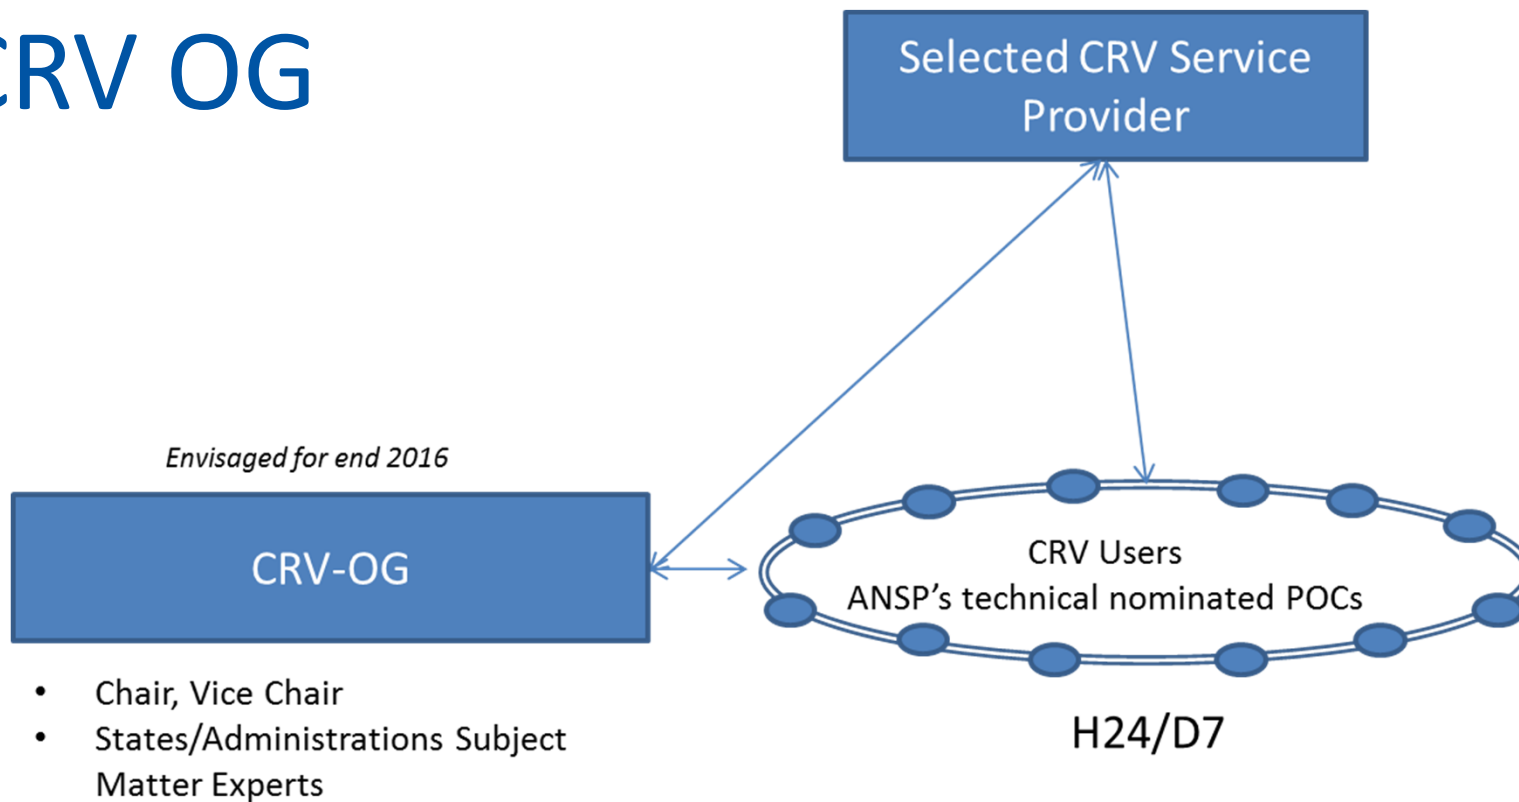 CRV OG
Selected CRV Service
Provider
Envisaged for end 2016
CRV-OG
CRV Users
ANSP's technical nominated POCs
H24/D7
• Chair, Vice Chair
• States/Administrations Subject
Matter Experts